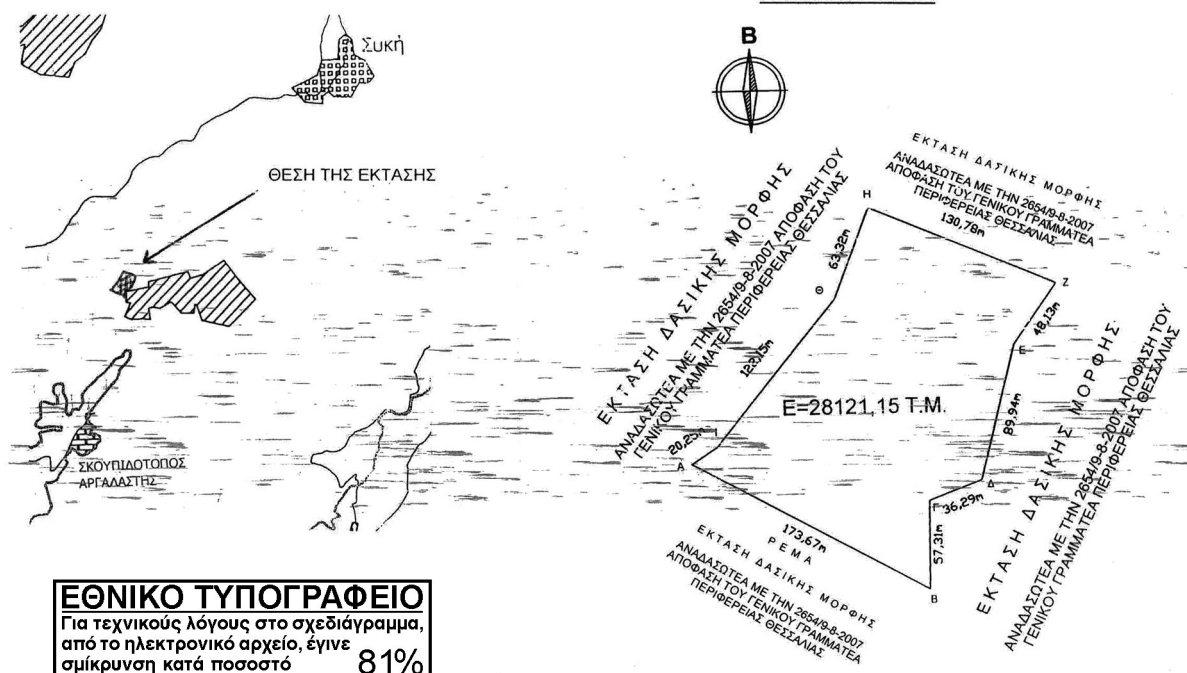 Συκή
ΘΕΣΗ ΤΗΣ ΕΚΤΑΣΗΣ
ΣΚΟΥΠΙΔΟΤΟΠΟΣ
ΑΡΓΑΛΑΣΤΗΣ
ΕΘΝΙΚΟ ΤΥΠΟΓΡΑΦΕΙΟ
Για τεχνικούς λόγους στο σχεδιάγραμμα,
από το ηλεκτρονικό αρχείο, έγινε
σμίκρυνση κατά ποσοστό 81%
Β
ΕΚΤΑΣΗ ΔΑΣΙΚΗΣ ΜΟΡΦΗΣ
ΑΝΑΔΑΣΩΤΕΑ ΜΕ ΤΗΝ 2654/9-8-2007
ΑΠΟΦΑΣΗ ΤΟΥ ΓΕΝΙΚΟΥ ΓΡΑΜΜΑΤΕΑ
ΠΕΡΙΦΕΡΕΙΑΣ ΘΕΣΣΑΛΙΑΣ
130,78m
ΕΚΤΑΣΗ ΔΑΣΙΚΗΣ ΜΟΡΦΗΣ
ΑΝΑΔΑΣΩΤΕΑ ΜΕ ΤΗΝ 2654/9-8-2007 ΑΠΟΦΑΣΗ ΤΟΥ
ΓΕΝΙΚΟΥ ΓΡΑΜΜΑΤΕΑ ΠΕΡΙΦΕΡΕΙΑΣ ΘΕΣΣΑΛΙΑΣ
Η
63,32m
Θ
Ζ
48,13m
Ε
Ε=28121,15 Τ.Μ.
89,94m
Ι
Α
Δ
Γ
36,29m
57,31m
Β
173,67m
ΡΕΜΑ
ΕΚΤΑΣΗ ΔΑΣΙΚΗΣ ΜΟΡΦΗΣ
ΑΝΑΔΑΣΩΤΕΑ ΜΕ ΤΗΝ 2654/9-8-2007
ΑΠΟΦΑΣΗ ΤΟΥ ΓΕΝΙΚΟΥ ΓΡΑΜΜΑΤΕΑ
ΠΕΡΙΦΕΡΕΙΑΣ ΘΕΣΣΑΛΙΑΣ
ΕΚΤΑΣΗ ΔΑΣΙΚΗΣ ΜΟΡΦΗΣ
ΑΝΑΔΑΣΩΤΕΑ ΜΕ ΤΗΝ 2654/9-8-2007 ΑΠΟΦΑΣΗ ΤΟΥ
ΓΕΝΙΚΟΥ ΓΡΑΜΜΑΤΕΑ ΠΕΡΙΦΕΡΕΙΑΣ ΘΕΣΣΑΛΙΑΣ